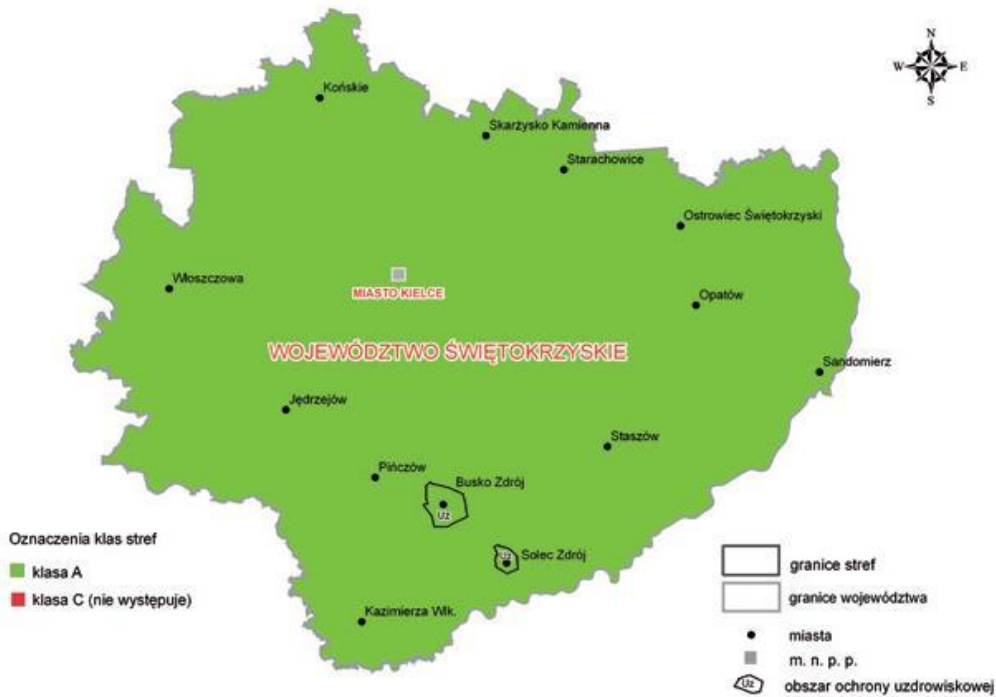 N
W E
S
Końskie
Skarżysko Kamienna
Starachowice
Ostrowiec Świętokrzyski
Włoszczowa
MIASTO KIELCE
Opatów
WOJEWÓDZTWO ŚWIĘTOKRZYSKIE
Sandomierz
Jędrzejów
Staszów
Pińczów
Busko Zdrój
Uz
Uz
Solec Zdrój
Kazimierza Wlk.
Oznaczenia klas stref
klasa A
klasa C (nie występuje)
granice stref
granice województwa
miasta
m. n. p. p.
Uz
obszar ochrony uzdrowiskowej